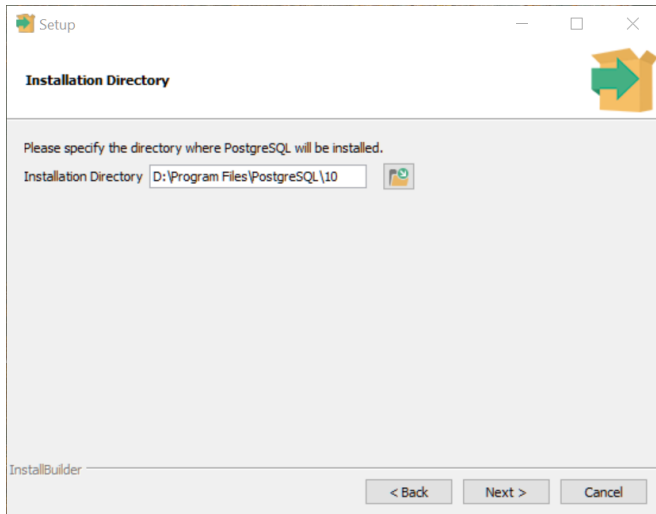 Setup
Installation Directory
Please specify the directory where PostgreSQL will be installed.
Installation Directory D:\Program Files\PostgreSQL\10
InstallBuilder
< Back Next > Cancel